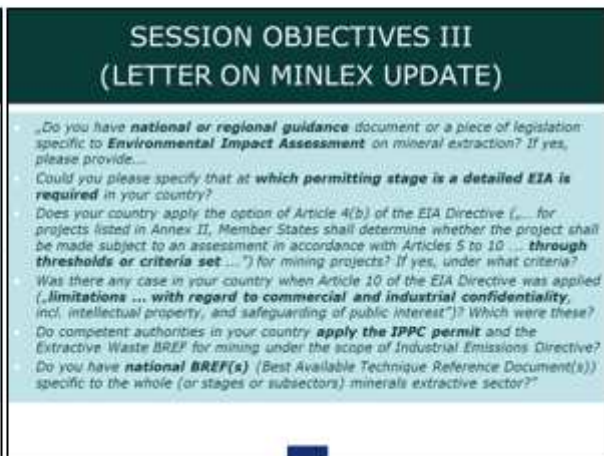 SESSION OBJECTIVES III
(LETTER ON MINLEX UPDATE)
„Do you have national or regional guidance document or a piece of legislation
specific to Environmental Impact Assessment on mineral extraction? If yes,
please provide...
Could you please specify that at which permitting stage is a detailed EIA is
required in your country?
Does your country apply the option of Article 4(b) of the EIA Directive („... for
projects listed in Annex II, Member States shall determine whether the project shall
be made subject to an assessment in accordance with Articles 5 to 10 ... through
thresholds or criteria set ...") for mining projects? If yes, under what criteria?
Was there any case in your country when Article 10 of the EIA Directive was applied
(„limitations ... with regard to commercial and industrial confidentiality,
incl. intellectual property, and safeguarding of public interest")? Which were these?
Do competent authorities in your country apply the IPPC permit and the
Extractive Waste BREF for mining under the scope of Industrial Emissions Directive?
Do you have national BREF(s) (Best Available Technique Reference Document(s))
specific to the whole (or stages or subsectors) minerals extractive sector?"